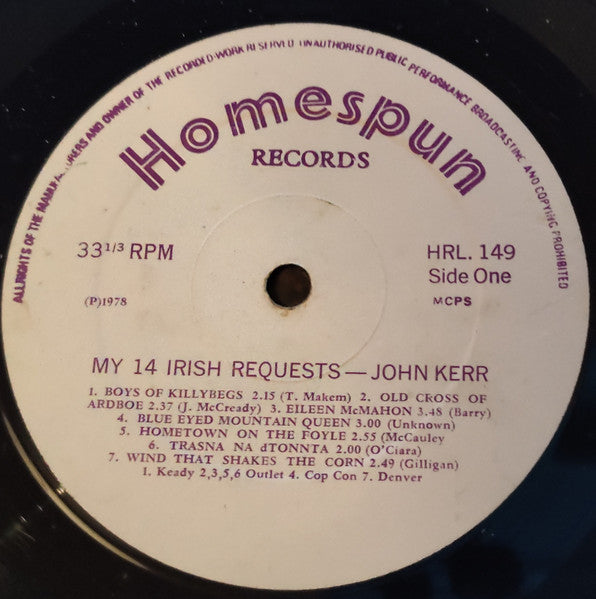 ALL RIGHTS OF THE MANUFACTURERS AND OWNER OF THE RECORDED WORK RESERVED UNAUTHORISED PUBLIC PERFORMANCE BROADCASTING AND COPYING PROHIBITED
Homespun
RECORDS
33 1/3 RPM
HRL. 149
Side One
(P)1978
MCPS
MY 14 IRISH REQUESTS — JOHN KERR
1. BOYS OF KILLYBEGS 2.15 (T. Makem) 2. OLD CROSS OF
ARDBOE 2.37 (J. McCready) 3. EILEEN McMAHON 3.48 (Barry)
4. BLUE EYED MOUNTAIN QUEEN 3.00 (Unknown)
5. HOMETOWN ON THE FOYLE 2.55 (McCauley
6. TRASNA NA dTONNTA 2.00 (O'Ciara)
7. WIND THAT SHAKES THE CORN 2.49 (Gilligan)
1. Keady 2,3,5,6 Outlet 4. Cop Con 7. Denver